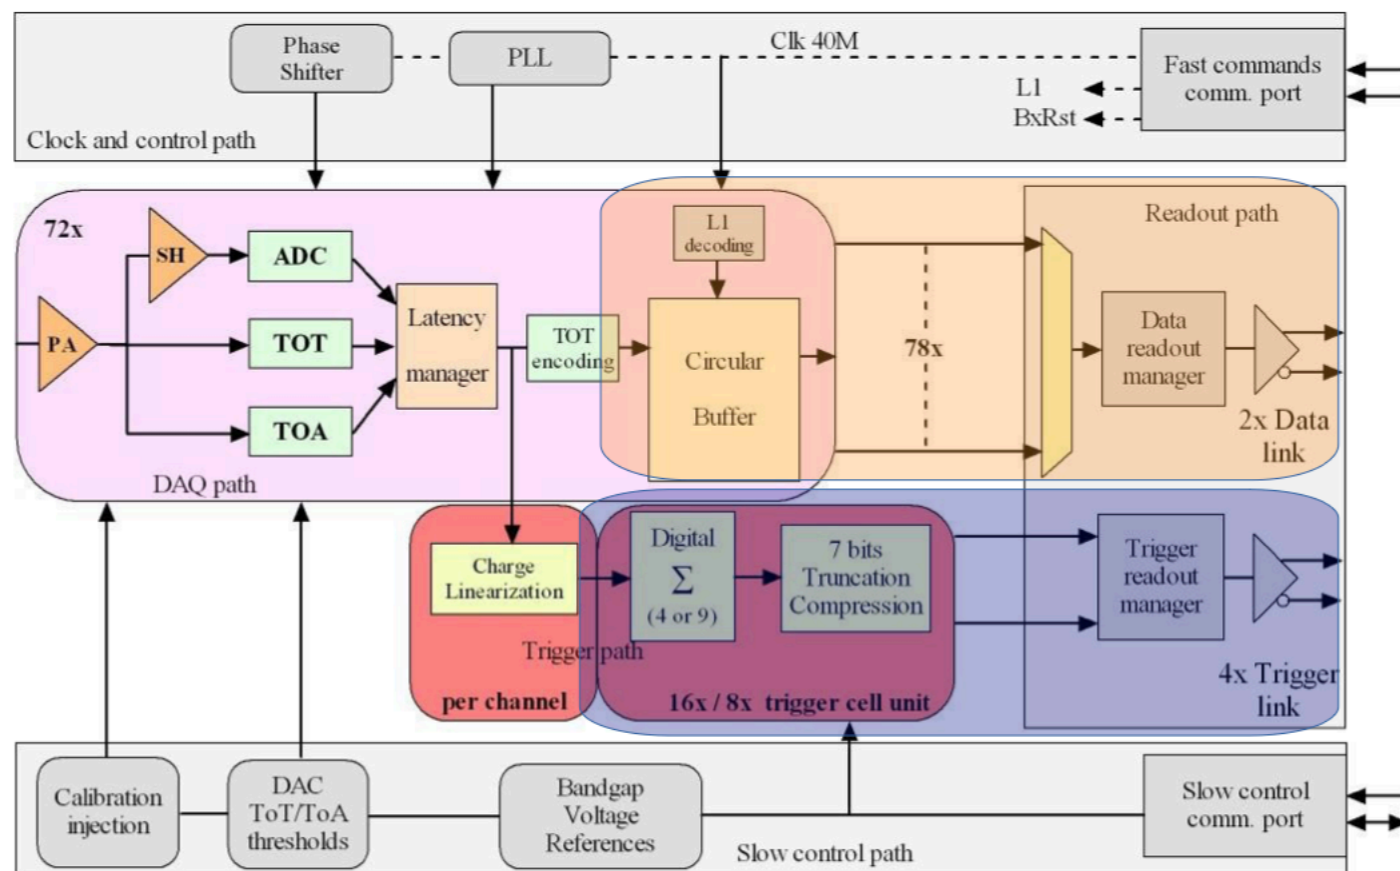 Phase
Shifter
PLL
Clk 40M
L1
BxRst
Fast commands
comm. port
Clock and control path
72x
SH
ADC
PA
TOT
TOA
Latency
manager
TOT
encoding
L1
decoding
Circular
Buffer
DAQ path
78x
Readout path
Data
readout
manager
2x Data
link
Charge
Linearization
Trigger path
per channel
Digital
Σ
(4 or 9)
7 bits
Truncation
Compression
16x / 8x trigger cell unit
Trigger
readout
manager
4x Trigger
link
Calibration
injection
DAC
ToT/ToA
thresholds
Bandgap
Voltage
References
Slow control path
Slow control
comm. port